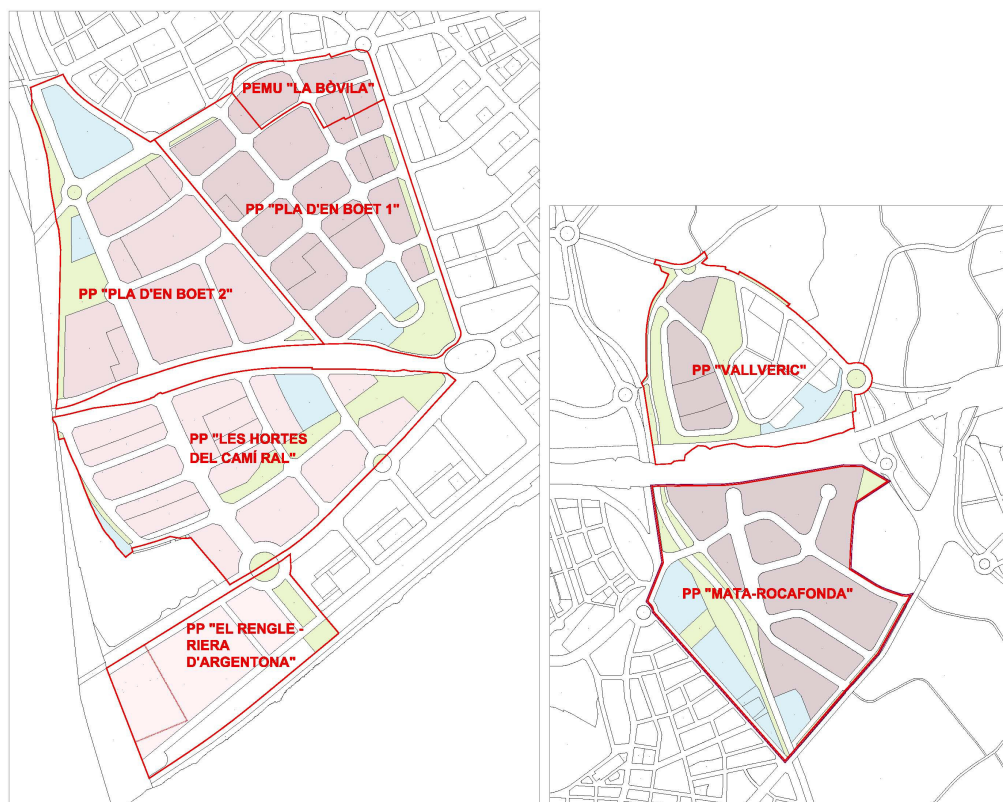 PEMU "LA BÒVILA"
PP "PLA D'EN BOET 1"
PP "PLA D'EN BOET 2"
PP "LES HORTES
DEL CAMÍ RAL"
PP "EL RENGLE -
RIERA
D'ARGENTONA"
PP "VALLVERIC"
PP "MATA-ROCAFONDA"